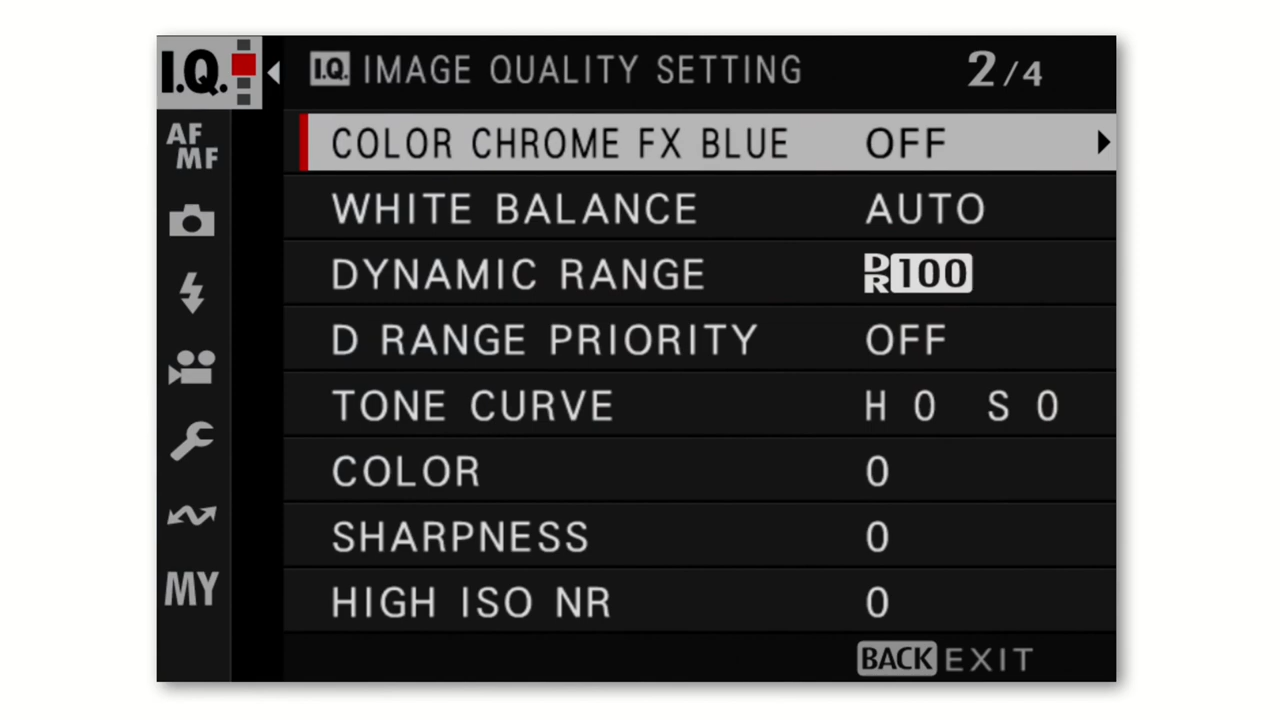 I.Q. I.Q. IMAGE QUALITY SETTING 2/4
COLOR CHROME FX BLUE OFF
AF
MF
WHITE BALANCE AUTO
DYNAMIC RANGE DR100
D RANGE PRIORITY OFF
TONE CURVE H 0 S 0
COLOR 0
SHARPNESS 0
MY
HIGH ISO NR 0
BACK EXIT